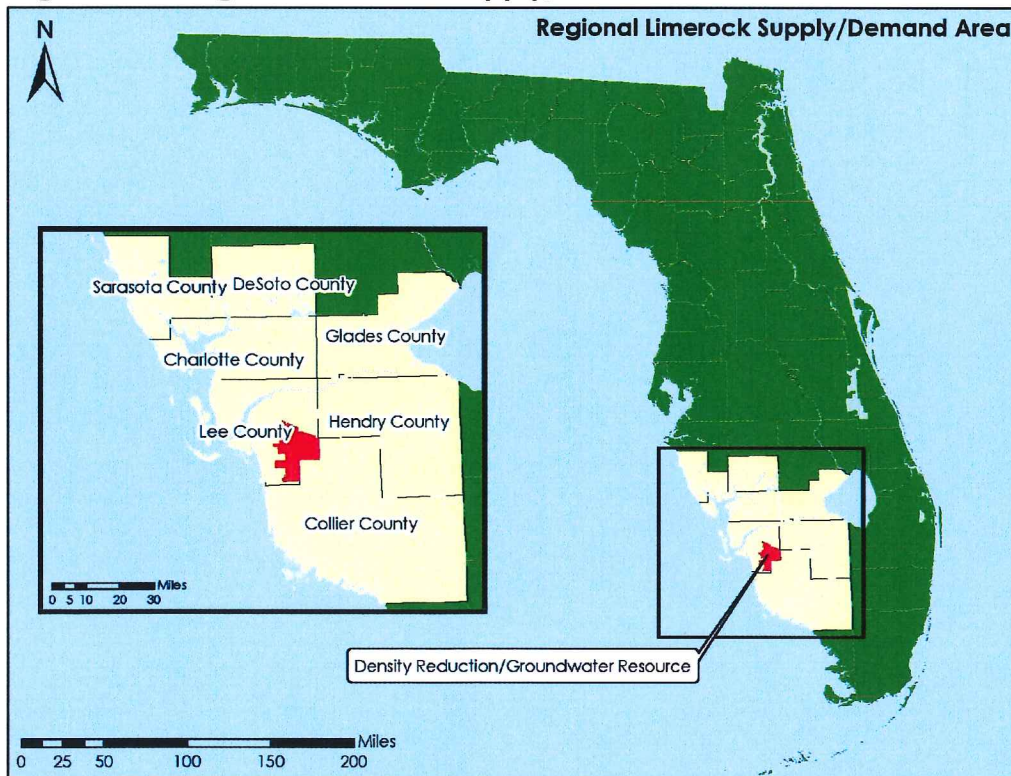 N
Regional Limerock Supply/Demand Area
Sarasota County
DeSoto County
Glades County
Charlotte County
Hendry County
Lee County
Collier County
Miles
0 5 10 20 30
Density Reduction/Groundwater Resource
Miles
0 25 50 100 150 200